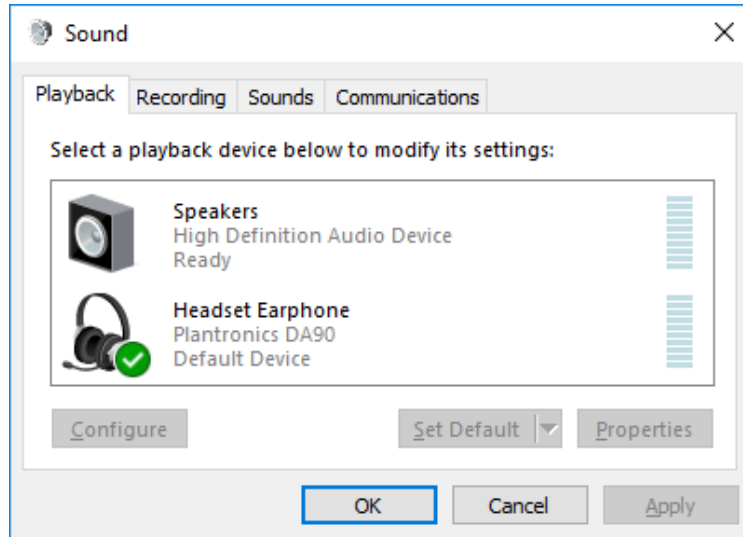 Sound
Playback Recording Sounds Communications
Select a playback device below to modify its settings:
Speakers
High Definition Audio Device
Ready
Headset Earphone
Plantronics DA90
Default Device
Configure Set Default Properties
OK Cancel Apply